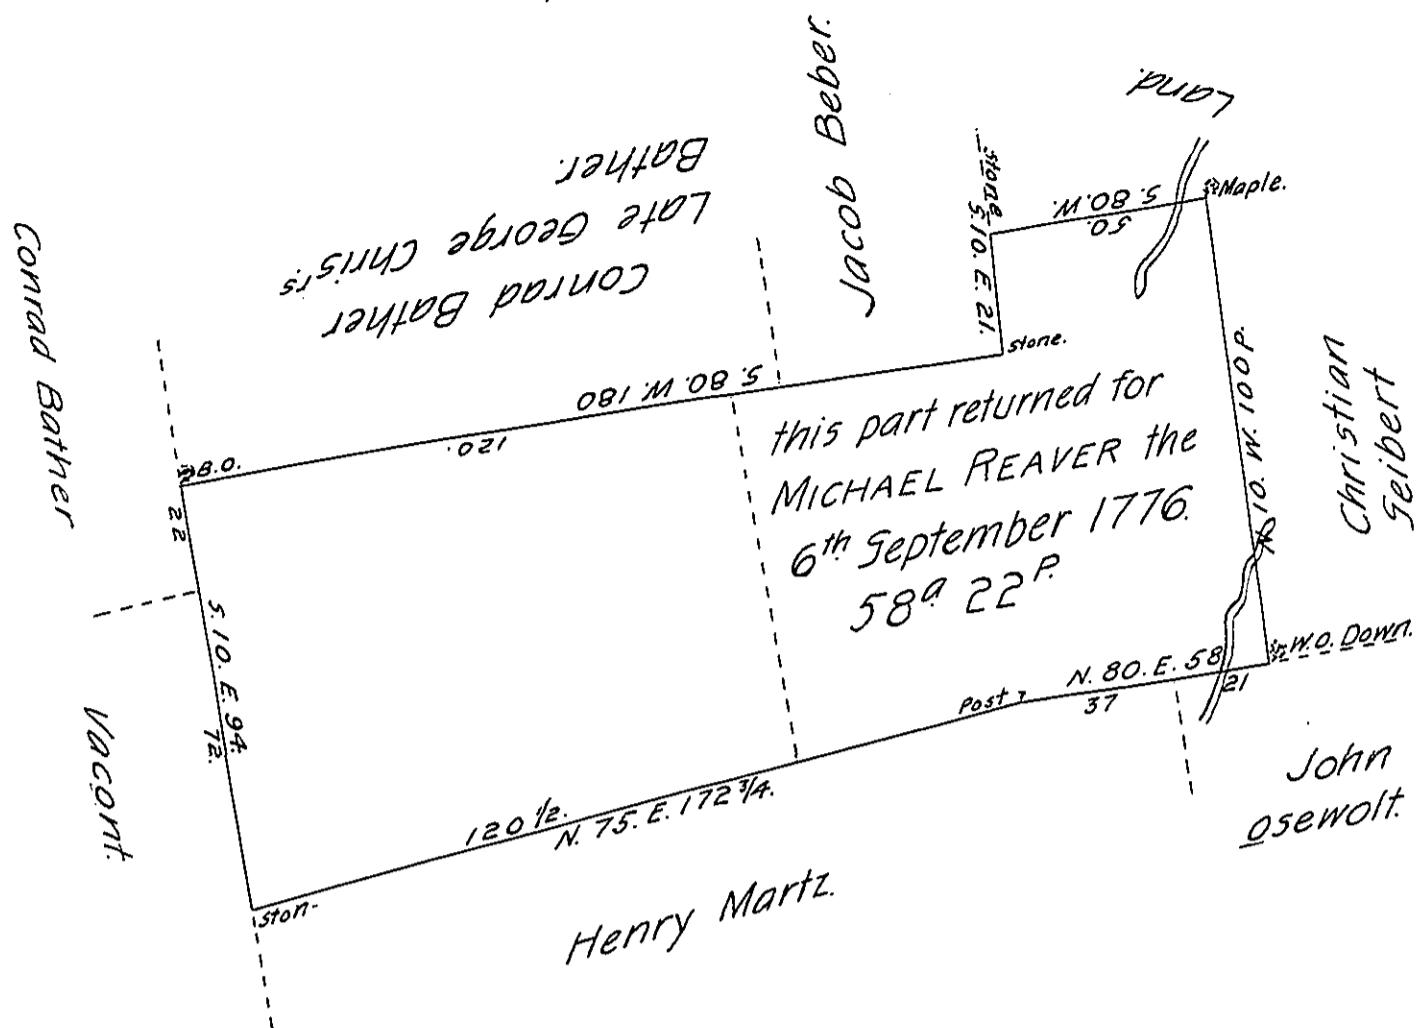 Land.
Jacob Beber.
Conrad Bather
Late George Chris'rs
Bather.
Conrad Bather
Stone
S. 10. E. 21.
S. 80. W.
50.
Maple.
stone.
S. 80. W. 180
120.
B.O.
22
S. 10. E. 94.
72.
Vacant.
this part returned for
MICHAEL REAVER the
6th September 1776.
58a. 22P.
N. 10. W. 100 P.
Christian
Seibert
W.O. Down.
N. 80. E. 58
37
21
Post
120 1/2.
N. 75. E. 172 3/4.
Ston-
Henry Martz.
John
osewolt.